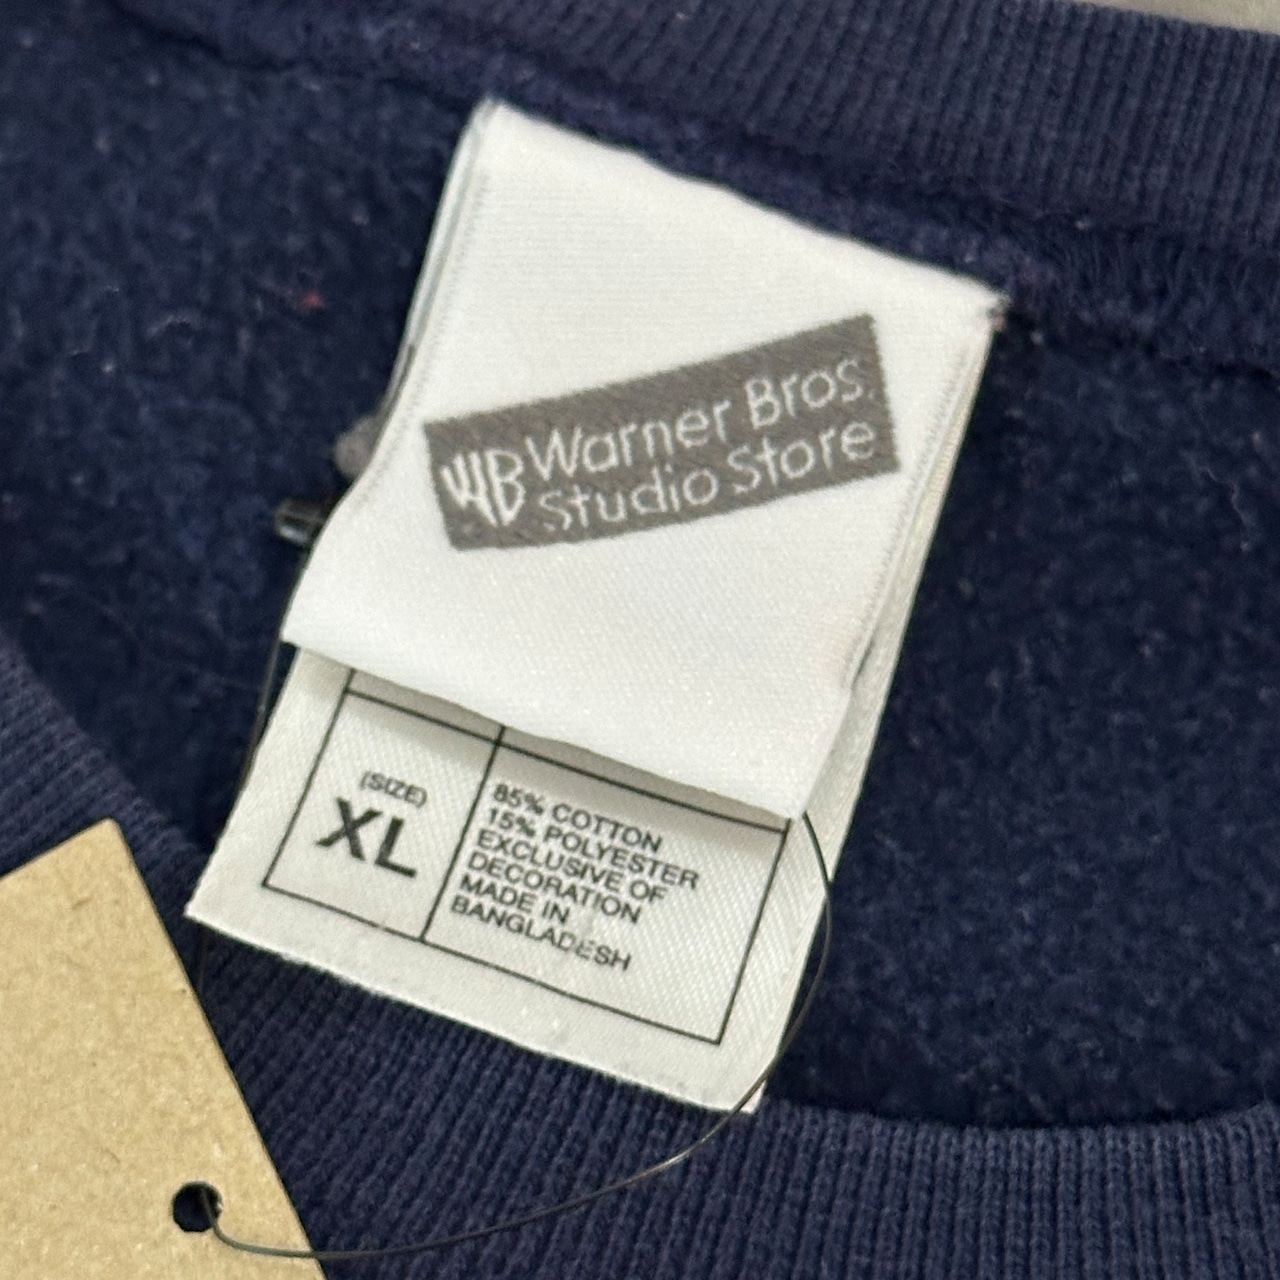 WB Warner Bros.
Studio Store
(SIZE)
XL
85% COTTON
15% POLYESTER
EXCLUSIVE OF
DECORATION
MADE IN
BANGLADESH